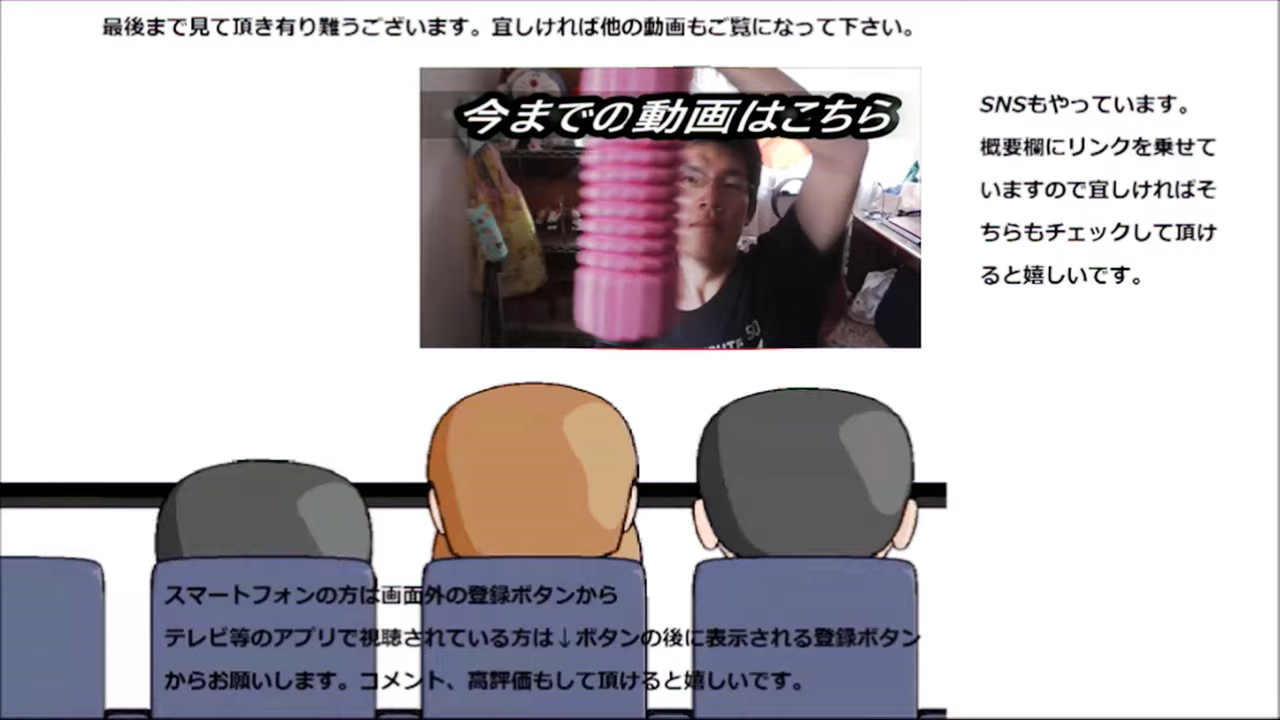 最後まで見て頂き有り難うございます。宜しければ他の動画もご覧になって下さい。
今までの動画はこちら
SNSもやっています。
概要欄にリンクを乗せて
いますので宜しければそ
ちらもチェックして頂け
ると嬉しいです。
スマートフォンの方は画面外の登録ボタンから
テレビ等のアプリで視聴されている方は↓ボタンの後に表示される登録ボタン
からお願いします。コメント、高評価もして頂けると嬉しいです。